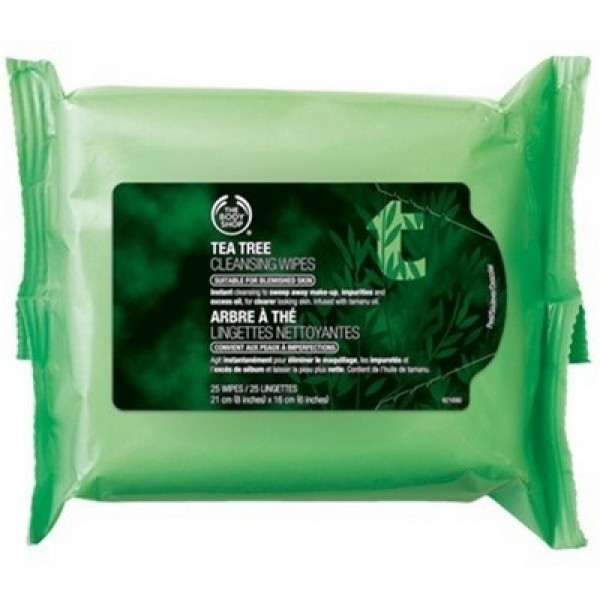 THE
BODY
SHOP
®
t
TEA TREE
CLEANSING WIPES
SUITABLE FOR BLEMISHED SKIN
Instant cleansing to sweep away make-up, impurities and
excess oil, for clearer looking skin. Infused with tamanu oil.
ARBRE À THÉ
LINGETTES NETTOYANTES
CONVIENT AUX PEAUX À IMPERFECTIONS
Agit instantanément pour éliminer le maquillage, les impuretés et
l'excès de sébum et laisser la peau plus nette. Contient de l'huile de tamanu.
25 WIPES / 25 LINGETTES
21 cm (8 inches) x 16 cm (6 inches)